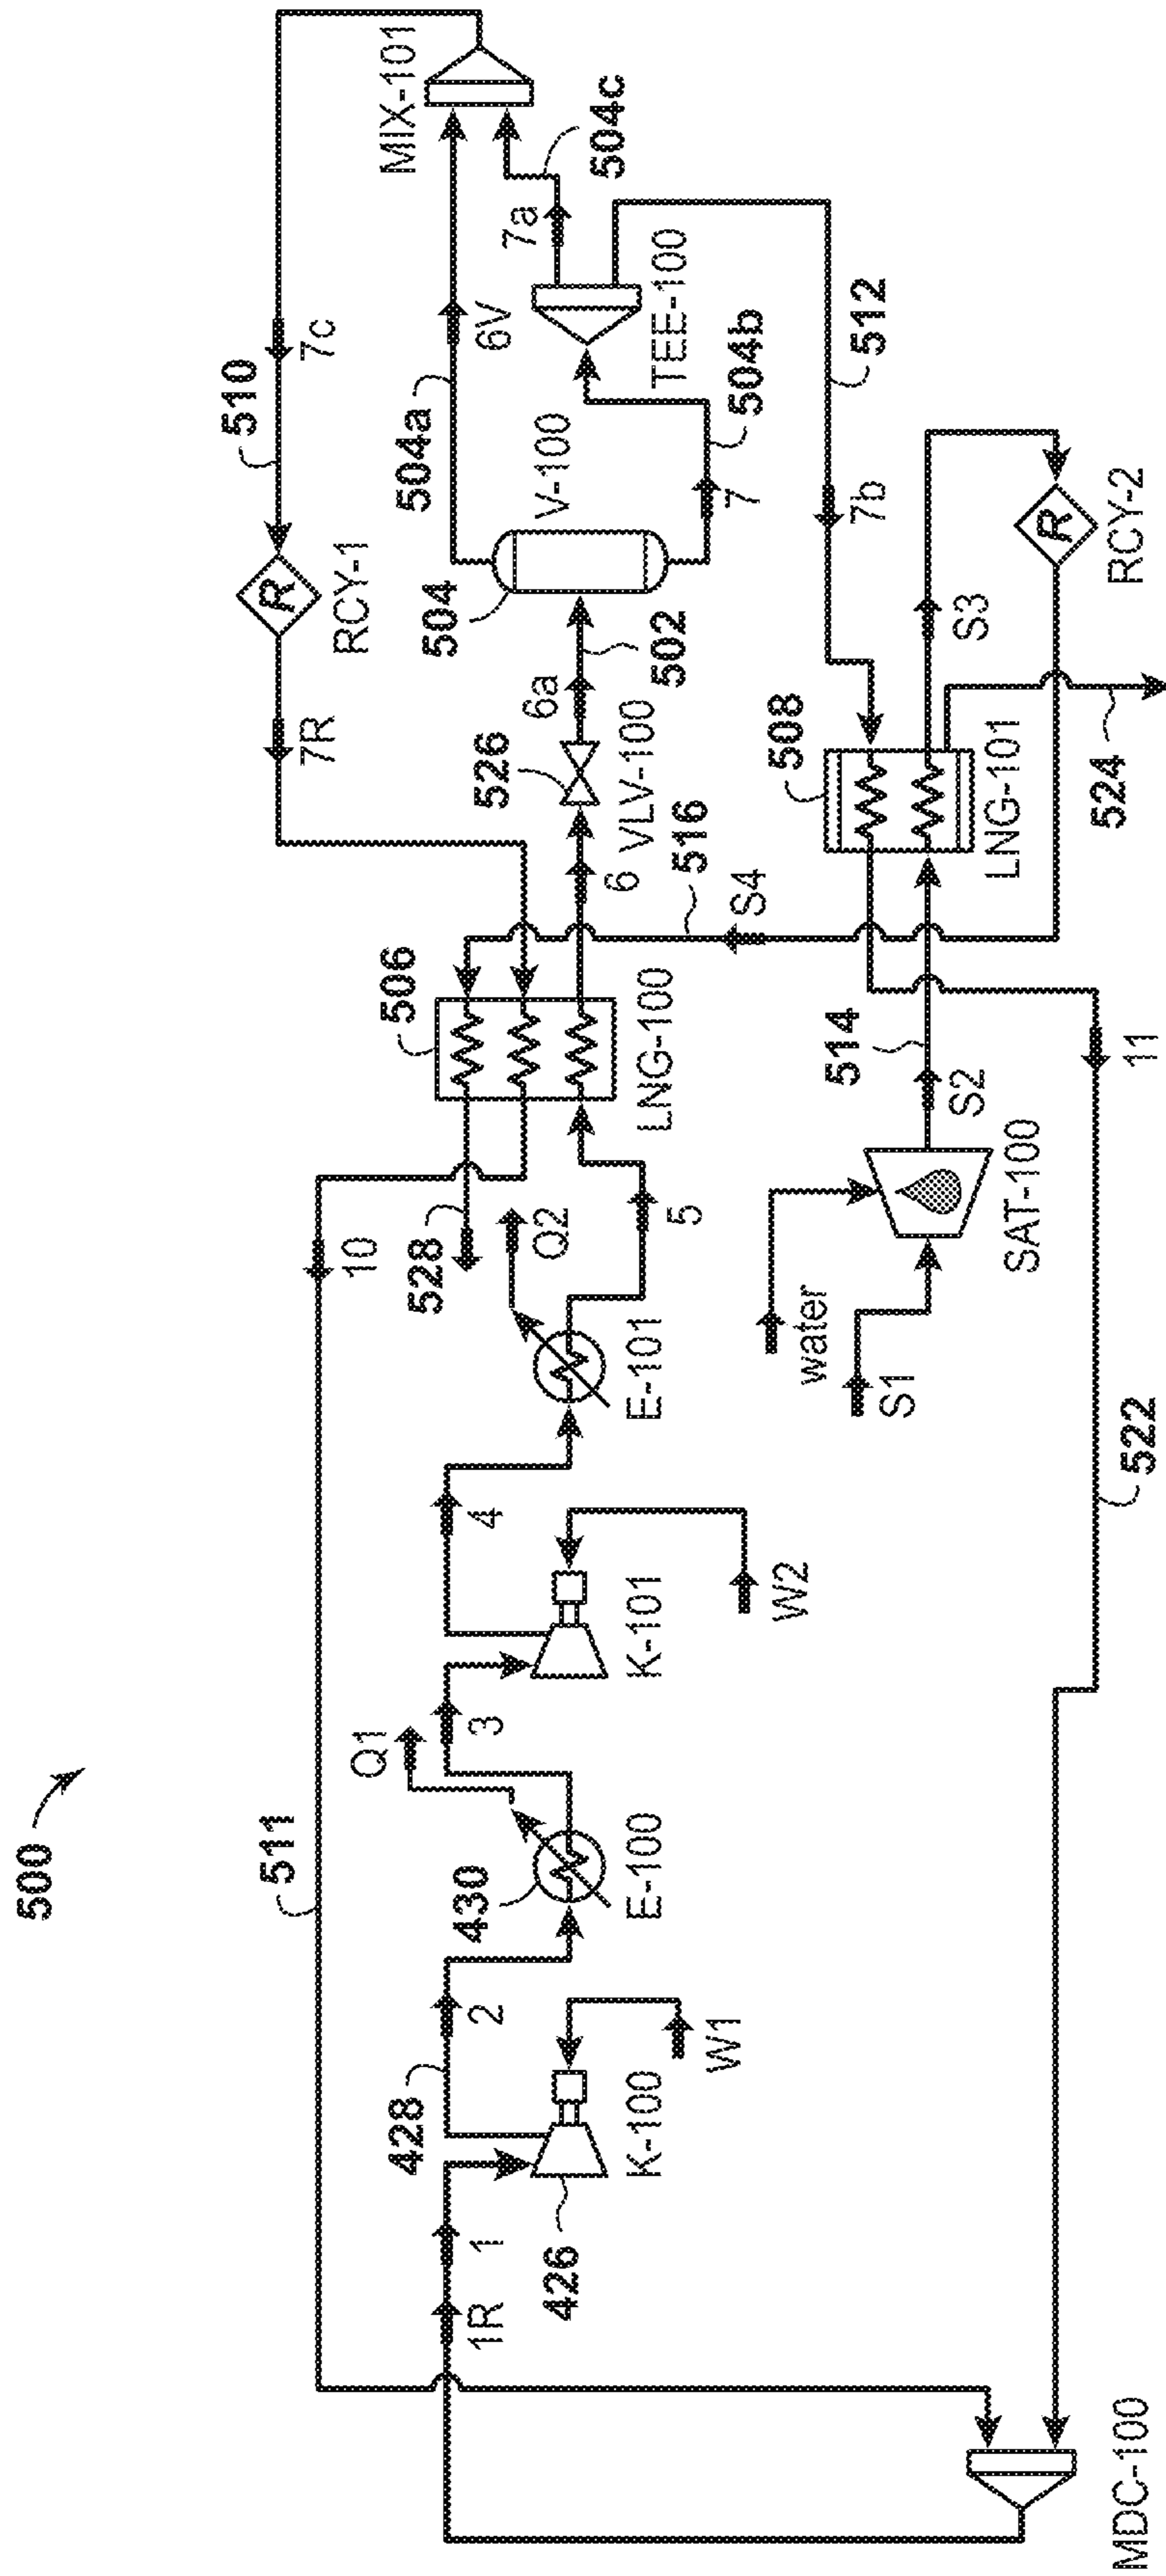 500
511
510
7c
MIX-101
RCY-1
7R
504a
6V
7a
504c
V-100
TEE-100
504
504b
7
502
6a
526
VLV-100
6
512
7b
516
S4
508
LNG-101
524
S3
RCY-2
R
R
506
LNG-100
10
528
Q2
5
E-101
4
K-101
W2
3
Q1
430
E-100
2
428
K-100
W1
426
1
1R
514
S2
SAT-100
water
S1
11
522
MDC-100